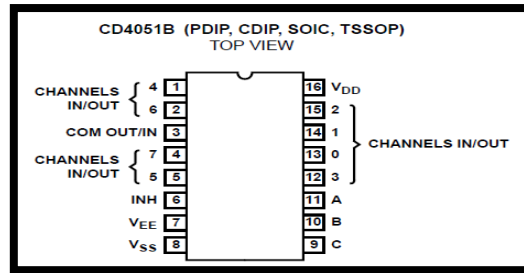 CD4051B (PDIP, CDIP, SOIC, TSSOP)
TOP VIEW
CHANNELS IN/OUT
4 1
6 2
COM OUT/IN 3
CHANNELS IN/OUT
7 4
5 5
INH 6
VEE 7
VSS 8
16 VDD
15 2
14 1
13 0
12 3
CHANNELS IN/OUT
11 A
10 B
9 C